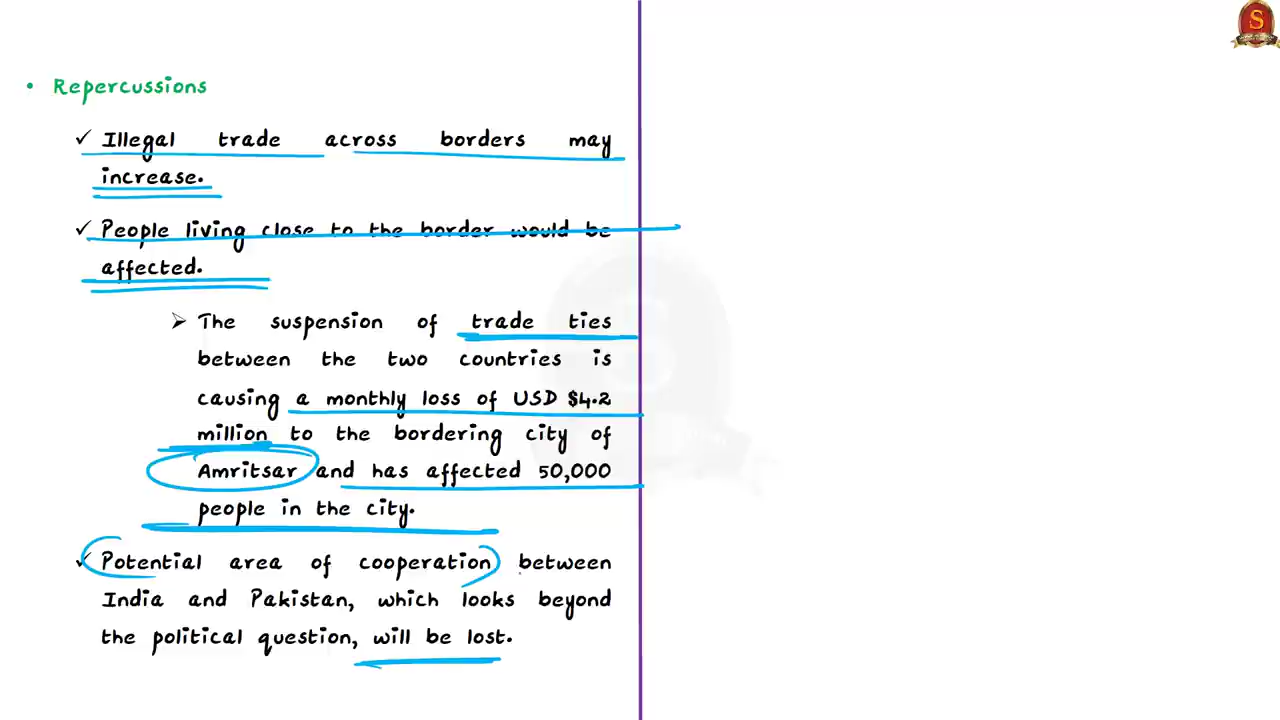 • Repercussions
✓ Illegal trade across borders may
increase.
✓ People living close to the border would be
affected.
➢ The suspension of trade ties
between the two countries is
causing a monthly loss of USD $4.2
million to the bordering city of
Amritsar and has affected 50,000
people in the city.
✓ Potential area of cooperation between
India and Pakistan, which looks beyond
the political question, will be lost.
S